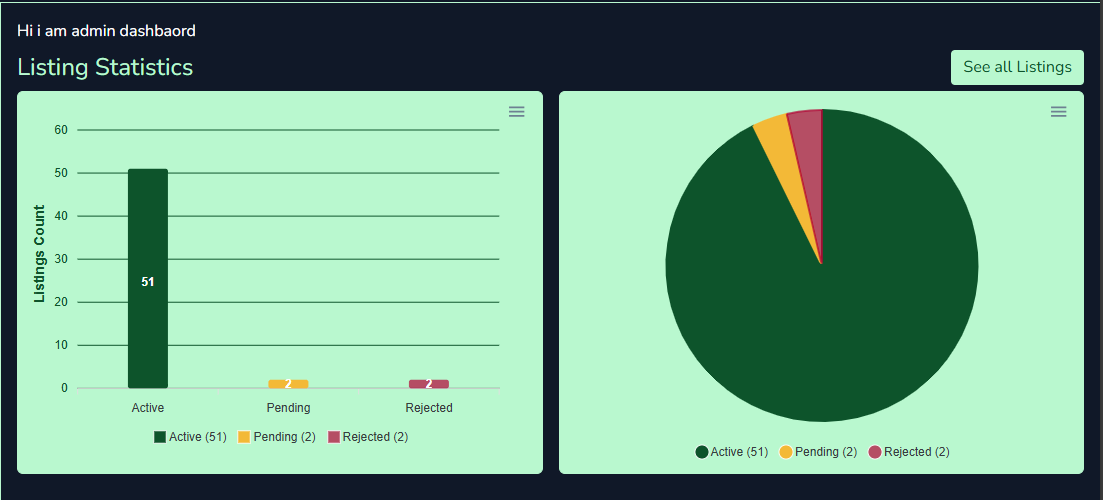 Hi i am admin dashbaord
Listing Statistics
See all Listings
60
50
40
30
20
10
0
Listings Count
51
2
2
Active
Pending
Rejected
Active (51) Pending (2) Rejected (2)
Active (51) Pending (2) Rejected (2)